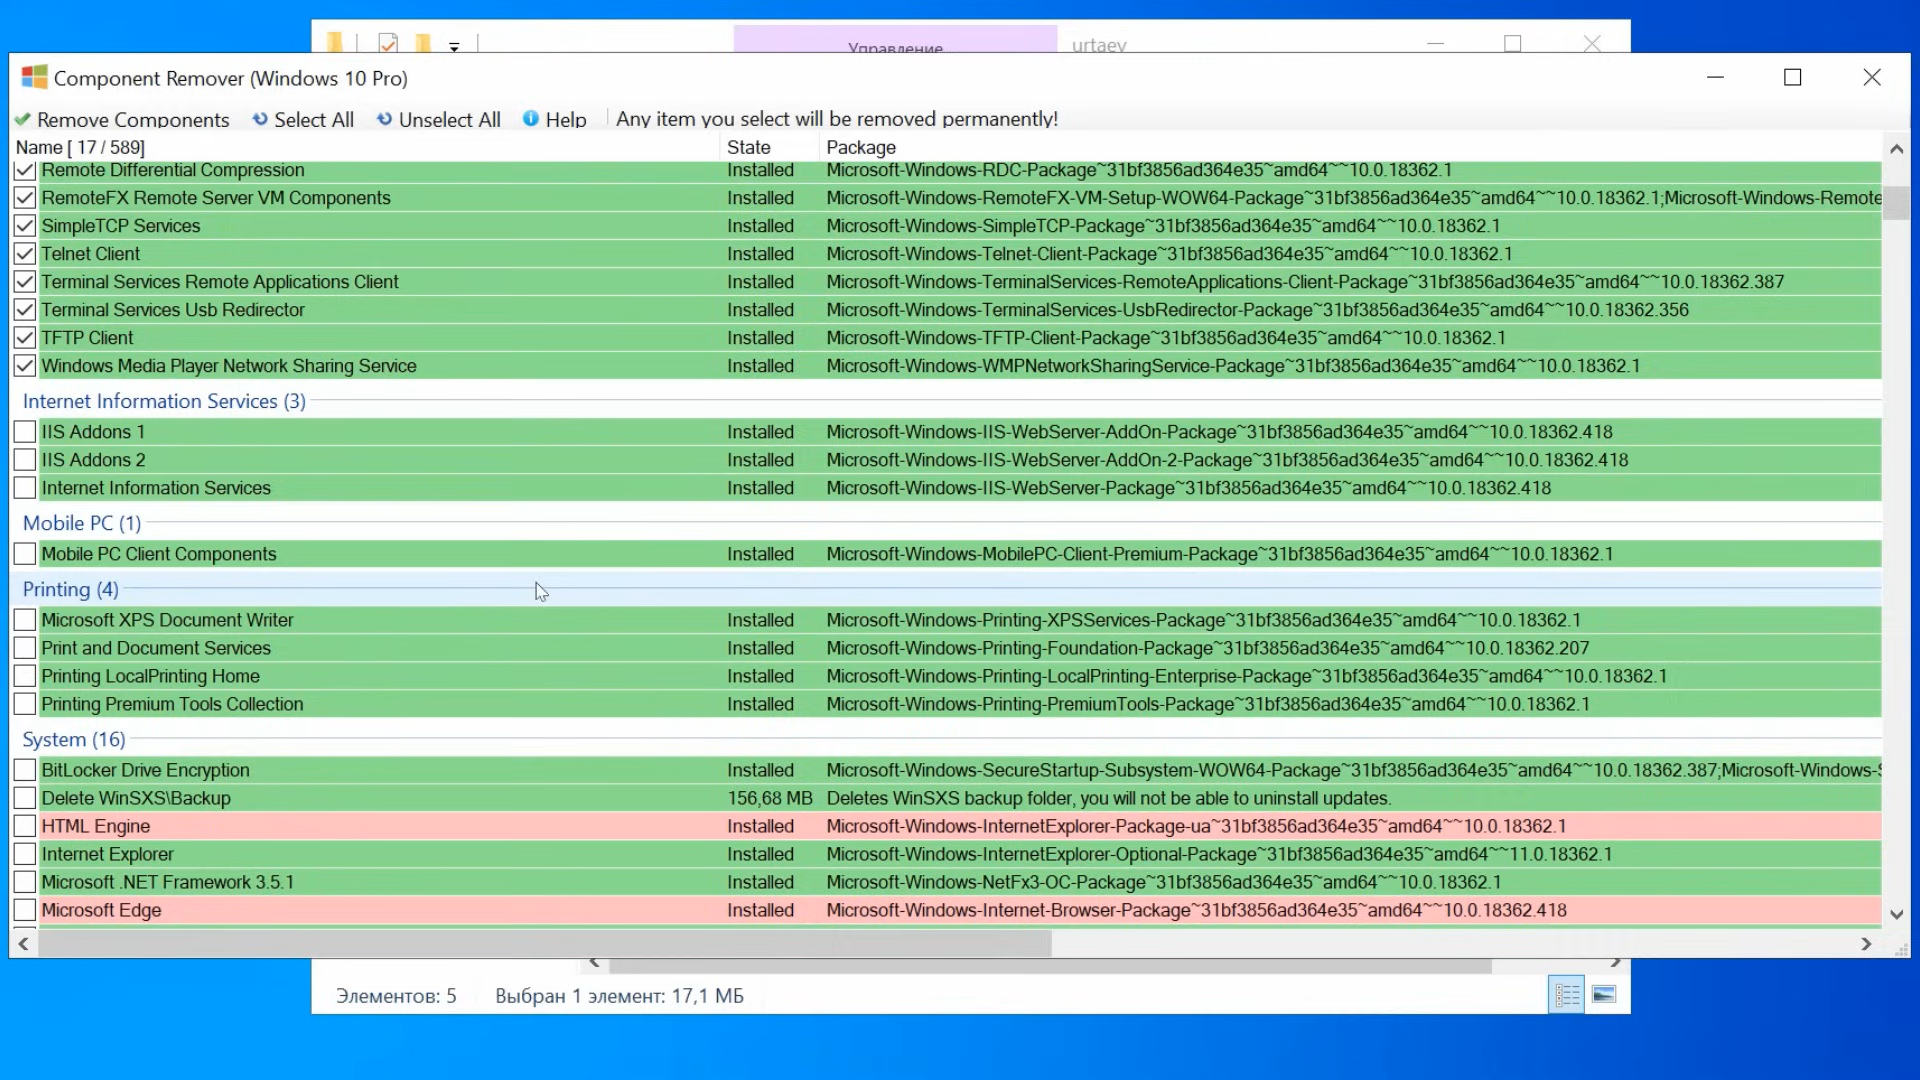 Управление
urtaev
Component Remover (Windows 10 Pro)
Remove Components Select All Unselect All Help Any item you select will be removed permanently!
Name [ 17 / 589] State Package
Remote Differential Compression Installed Microsoft-Windows-RDC-Package~31bf3856ad364e35~amd64~~10.0.18362.1
RemoteFX Remote Server VM Components Installed Microsoft-Windows-RemoteFX-VM-Setup-WOW64-Package~31bf3856ad364e35~amd64~~10.0.18362.1;Microsoft-Windows-Remote
SimpleTCP Services Installed Microsoft-Windows-SimpleTCP-Package~31bf3856ad364e35~amd64~~10.0.18362.1
Telnet Client Installed Microsoft-Windows-Telnet-Client-Package~31bf3856ad364e35~amd64~~10.0.18362.1
Terminal Services Remote Applications Client Installed Microsoft-Windows-TerminalServices-RemoteApplications-Client-Package~31bf3856ad364e35~amd64~~10.0.18362.387
Terminal Services Usb Redirector Installed Microsoft-Windows-TerminalServices-UsbRedirector-Package~31bf3856ad364e35~amd64~~10.0.18362.356
TFTP Client Installed Microsoft-Windows-TFTP-Client-Package~31bf3856ad364e35~amd64~~10.0.18362.1
Windows Media Player Network Sharing Service Installed Microsoft-Windows-WMPNetworkSharingService-Package~31bf3856ad364e35~amd64~~10.0.18362.1
Internet Information Services (3)
IIS Addons 1 Installed Microsoft-Windows-IIS-WebServer-AddOn-Package~31bf3856ad364e35~amd64~~10.0.18362.418
IIS Addons 2 Installed Microsoft-Windows-IIS-WebServer-AddOn-2-Package~31bf3856ad364e35~amd64~~10.0.18362.418
Internet Information Services Installed Microsoft-Windows-IIS-WebServer-Package~31bf3856ad364e35~amd64~~10.0.18362.418
Mobile PC (1)
Mobile PC Client Components Installed Microsoft-Windows-MobilePC-Client-Premium-Package~31bf3856ad364e35~amd64~~10.0.18362.1
Printing (4)
Microsoft XPS Document Writer Installed Microsoft-Windows-Printing-XPSServices-Package~31bf3856ad364e35~amd64~~10.0.18362.1
Print and Document Services Installed Microsoft-Windows-Printing-Foundation-Package~31bf3856ad364e35~amd64~~10.0.18362.207
Printing LocalPrinting Home Installed Microsoft-Windows-Printing-LocalPrinting-Enterprise-Package~31bf3856ad364e35~amd64~~10.0.18362.1
Printing Premium Tools Collection Installed Microsoft-Windows-Printing-PremiumTools-Package~31bf3856ad364e35~amd64~~10.0.18362.1
System (16)
BitLocker Drive Encryption Installed Microsoft-Windows-SecureStartup-Subsystem-WOW64-Package~31bf3856ad364e35~amd64~~10.0.18362.387;Microsoft-Windows-S
Delete WinSXS\Backup 156,68 MB Deletes WinSXS backup folder, you will not be able to uninstall updates.
HTML Engine Installed Microsoft-Windows-InternetExplorer-Package-ua~31bf3856ad364e35~amd64~~10.0.18362.1
Internet Explorer Installed Microsoft-Windows-InternetExplorer-Optional-Package~31bf3856ad364e35~amd64~~11.0.18362.1
Microsoft .NET Framework 3.5.1 Installed Microsoft-Windows-NetFx3-OC-Package~31bf3856ad364e35~amd64~~10.0.18362.1
Microsoft Edge Installed Microsoft-Windows-Internet-Browser-Package~31bf3856ad364e35~amd64~~10.0.18362.418
Элементов: 5 Выбран 1 элемент: 17,1 МБ